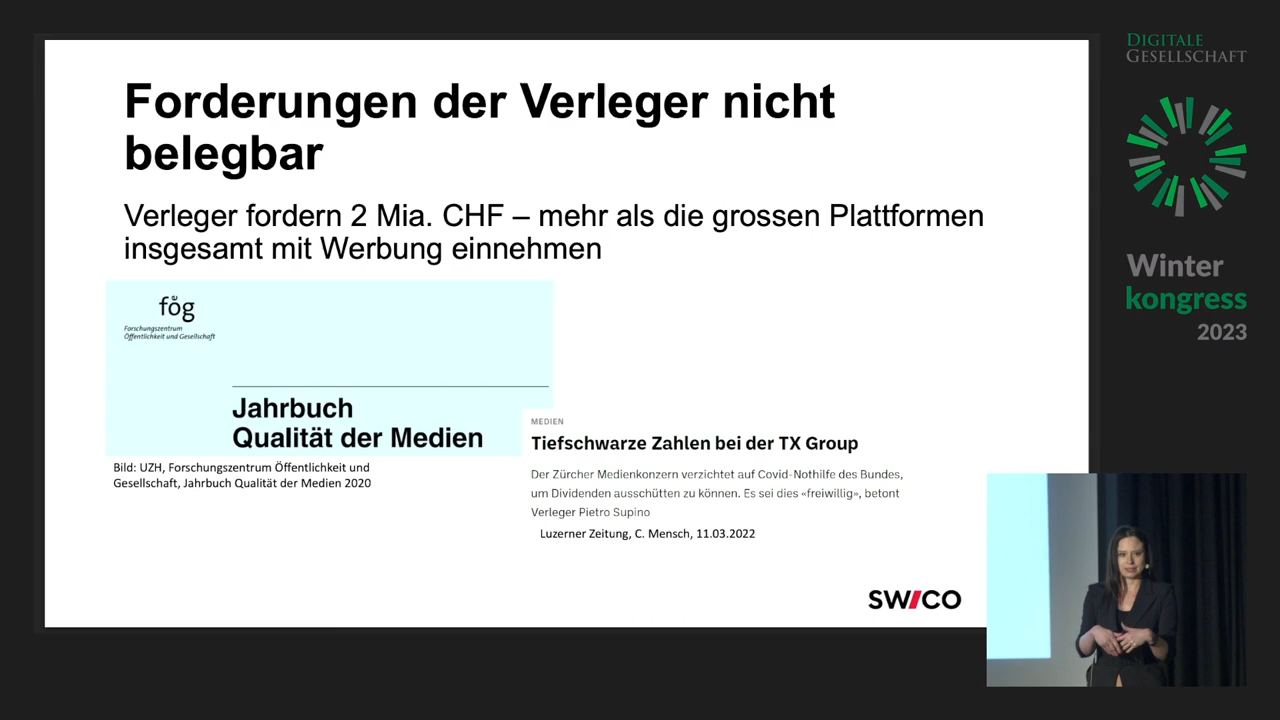 Forderungen der Verleger nicht
belegbar
Verleger fordern 2 Mia. CHF – mehr als die grossen Plattformen
insgesamt mit Werbung einnehmen
fög
Forschungszentrum
Öffentlichkeit und Gesellschaft
Jahrbuch
Qualität der Medien
Bild: UZH, Forschungszentrum Öffentlichkeit und
Gesellschaft, Jahrbuch Qualität der Medien 2020
MEDIEN
Tiefschwarze Zahlen bei der TX Group
Der Zürcher Medienkonzern verzichtet auf Covid-Nothilfe des Bundes,
um Dividenden ausschütten zu können. Es sei dies «freiwillig», betont
Verleger Pietro Supino
Luzerner Zeitung, C. Mensch, 11.03.2022
SWICO
DIGITALE
GESELLSCHAFT
Winter
kongress
2023